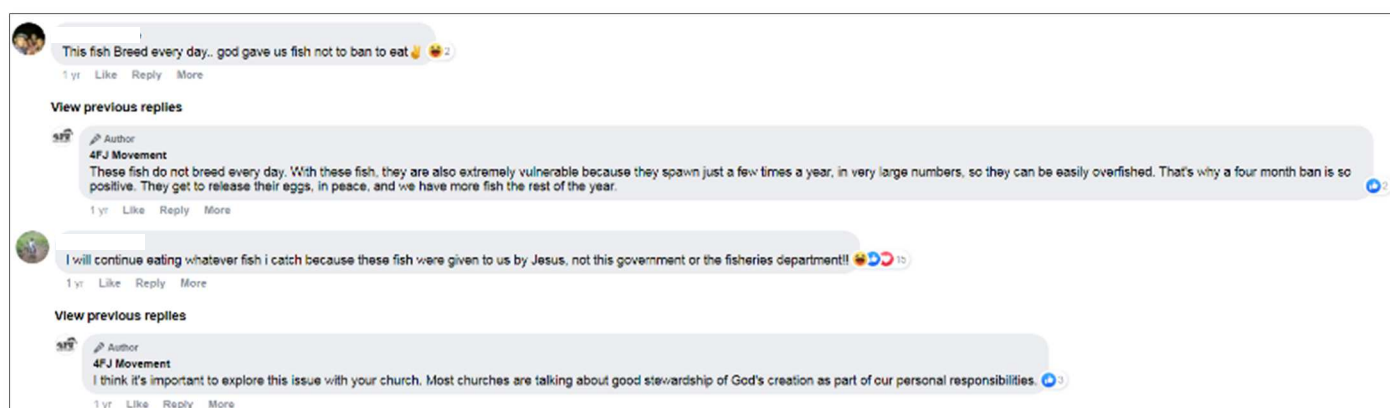 This fish Breed every day.. god gave us fish not to ban to eat✌ 2
1 yr Like Reply More
View previous replies
Author
4FJ Movement
These fish do not breed every day. With these fish, they are also extremely vulnerable because they spawn just a few times a year, in very large numbers, so they can be easily overfished. That's why a four month ban is so
positive. They get to release their eggs, in peace, and we have more fish the rest of the year.
2
1 yr Like Reply More
I will continue eating whatever fish i catch because these fish were given to us by Jesus, not this government or the fisheries department!! 15
1 yr Like Reply More
View previous replies
Author
4FJ Movement
I think it's important to explore this issue with your church. Most churches are talking about good stewardship of God's creation as part of our personal responsibilities. 3
1 yr Like Reply More